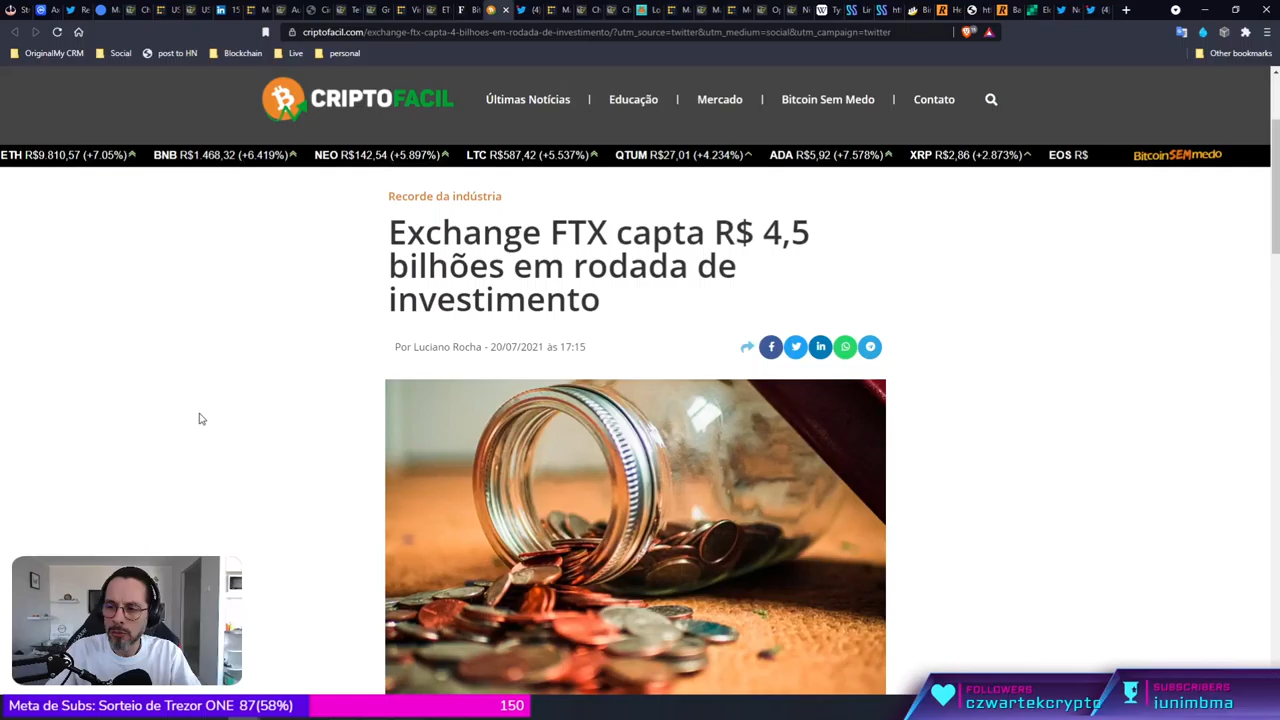 criptofacil.com/exchange-ftx-capta-4-bilhoes-em-rodada-de-investimento/?utm_source=twitter&utm_medium=social&utm_campaign=twitter
OriginalMy CRM
Social
post to HN
Blockchain
Live
personal
Other bookmarks
CRIPTOFACIL
Últimas Notícias | Educação | Mercado | Bitcoin Sem Medo | Contato
ETH R$9.810,57 (+7.05%) BNB R$1.468,32 (+6.419%) NEO R$142,54 (+5.897%) LTC R$587,42 (+5.537%) QTUM R$27,01 (+4.234%) ADA R$5,92 (+7.578%) XRP R$2,86 (+2.873%) EOS R$
BitcoinSEMmedo
Recorde da indústria
Exchange FTX capta R$ 4,5
bilhões em rodada de
investimento
Por Luciano Rocha - 20/07/2021 às 17:15
Meta de Subs: Sorteio de Trezor ONE 87(58%)
150
FOLLOWERS
czwartekcrypto
SUBSCRIBERS
junimbma